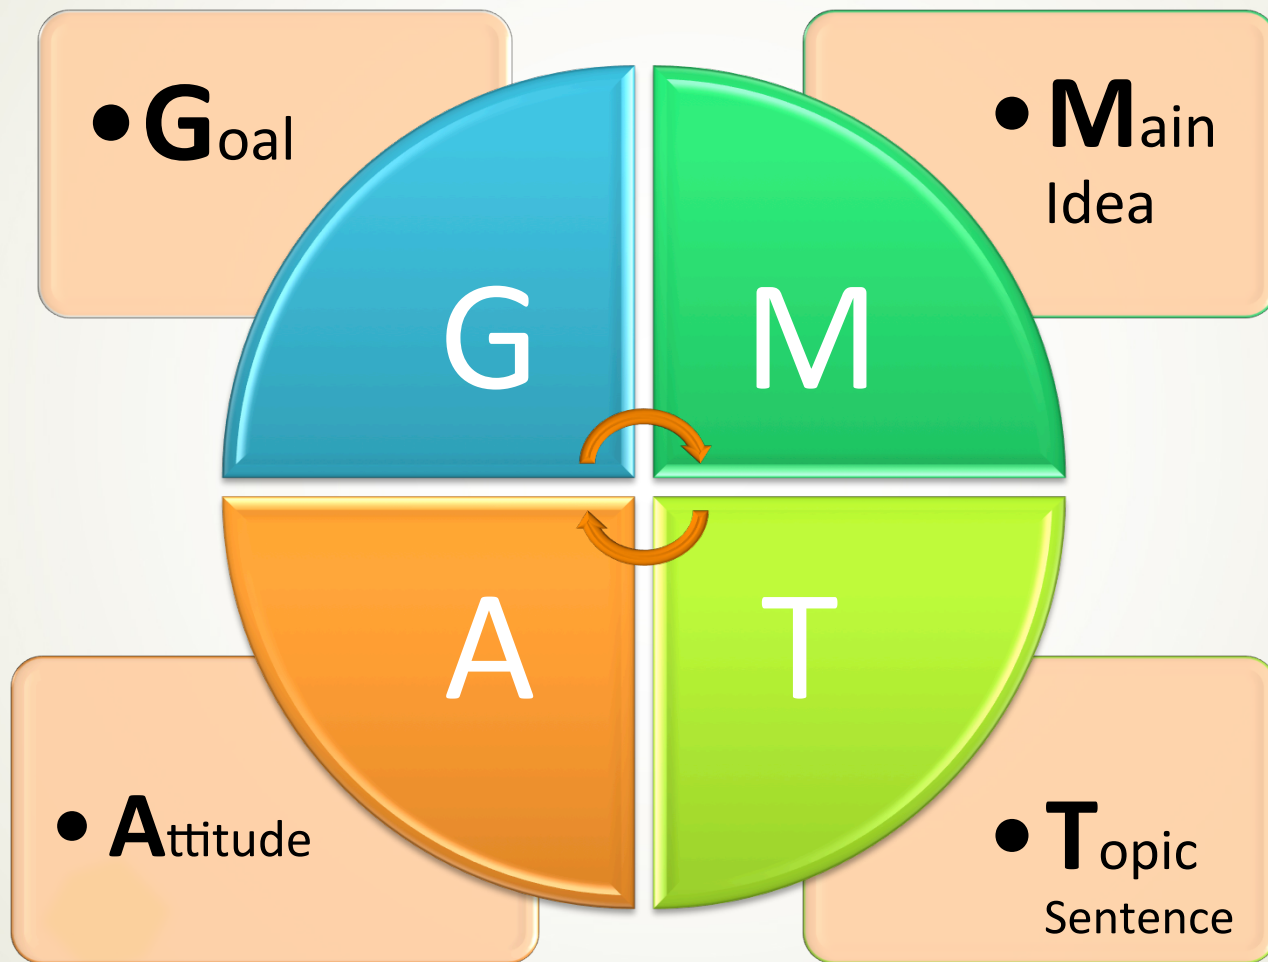 • Goal
• Main
Idea
G
M
A
T
• Attitude
• Topic
Sentence